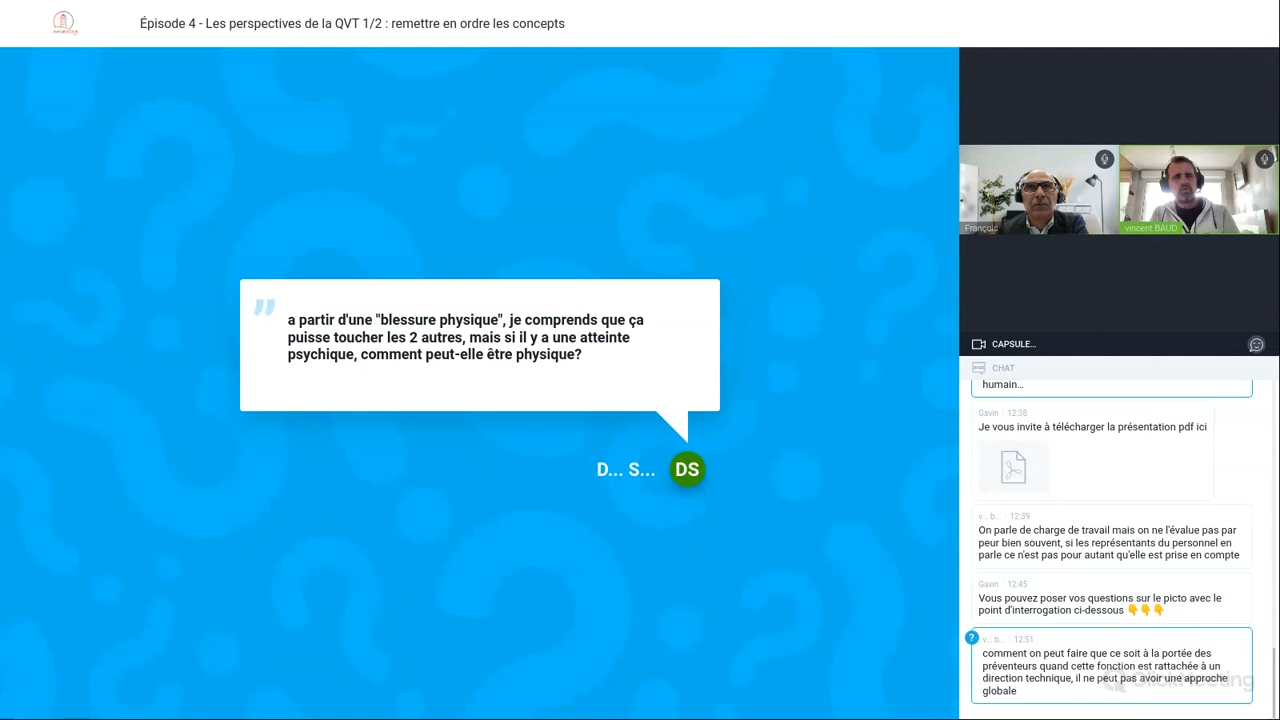 Épisode 4 - Les perspectives de la QVT 1/2 : remettre en ordre les concepts
a partir d'une "blessure physique", je comprends que ça
puisse toucher les 2 autres, mais si il y a une atteinte
psychique, comment peut-elle être physique?
D... S...
DS
François
vincent BAUD
CAPSULE...
CHAT
humain...
Gavin 12:38
Je vous invite à télécharger la présentation pdf ici
v... b... 12:39
On parle de charge de travail mais on ne l'évalue pas par
peur bien souvent, si les représentants du personnel en
parle ce n'est pas pour autant qu'elle est prise en compte
Gavin 12:45
Vous pouvez poser vos questions sur le picto avec le
point d'interrogation ci-dessous 👇👇👇
?
v... b... 12:51
comment on peut faire que ce soit à la portée des
préventeurs quand cette fonction est rattachée à un
direction technique, il ne peut pas avoir une approche
globale
ClickMeeting